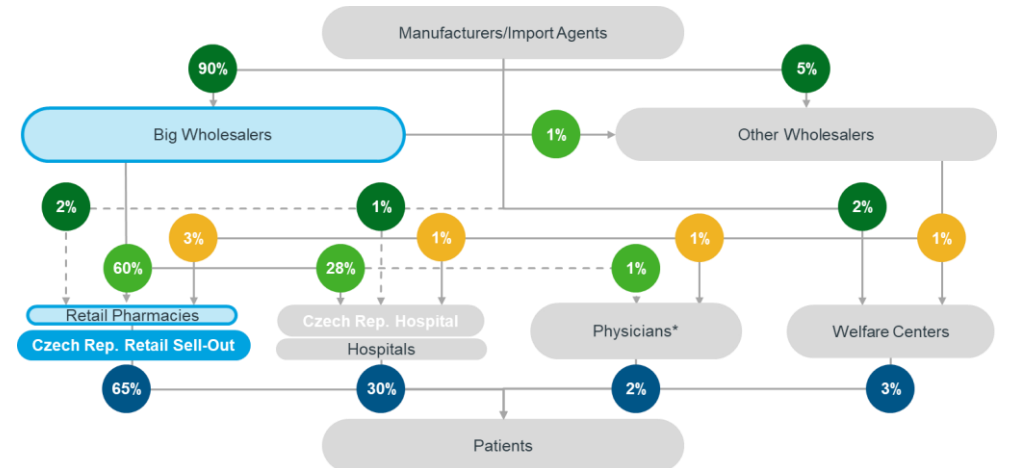 Manufacturers/Import Agents
90%
5%
Big Wholesalers
1%
Other Wholesalers
2%
1%
2%
3%
1%
1%
1%
60%
28%
1%
Retail Pharmacies
Czech Rep. Retail Sell-Out
Czech Rep. Hospital
Hospitals
Physicians*
Welfare Centers
65%
30%
2%
3%
Patients